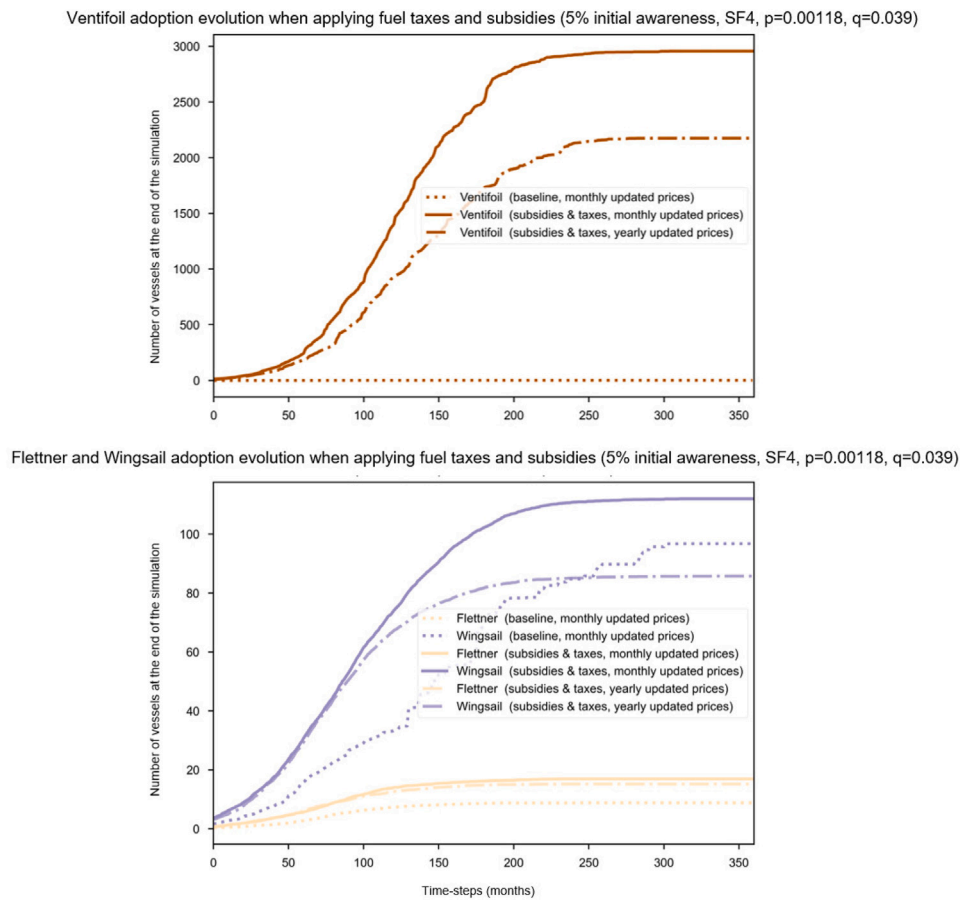 Ventifoil adoption evolution when applying fuel taxes and subsidies (5% initial awareness, SF4, p=0.00118, q=0.039)
Number of vessels at the end of the simulation
3000
2500
2000
1500
1000
500
0
Ventifoil (baseline, monthly updated prices)
Ventifoil (subsidies & taxes, monthly updated prices)
Ventifoil (subsidies & taxes, yearly updated prices)
0 50 100 150 200 250 300 350
Flettner and Wingsail adoption evolution when applying fuel taxes and subsidies (5% initial awareness, SF4, p=0.00118, q=0.039)
Number of vessels at the end of the simulation
100
80
60
40
20
0
Flettner (baseline, monthly updated prices)
Wingsail (baseline, monthly updated prices)
Flettner (subsidies & taxes, monthly updated prices)
Wingsail (subsidies & taxes, monthly updated prices)
Flettner (subsidies & taxes, yearly updated prices)
Wingsail (subsidies & taxes, yearly updated prices)
0 50 100 150 200 250 300 350
Time-steps (months)